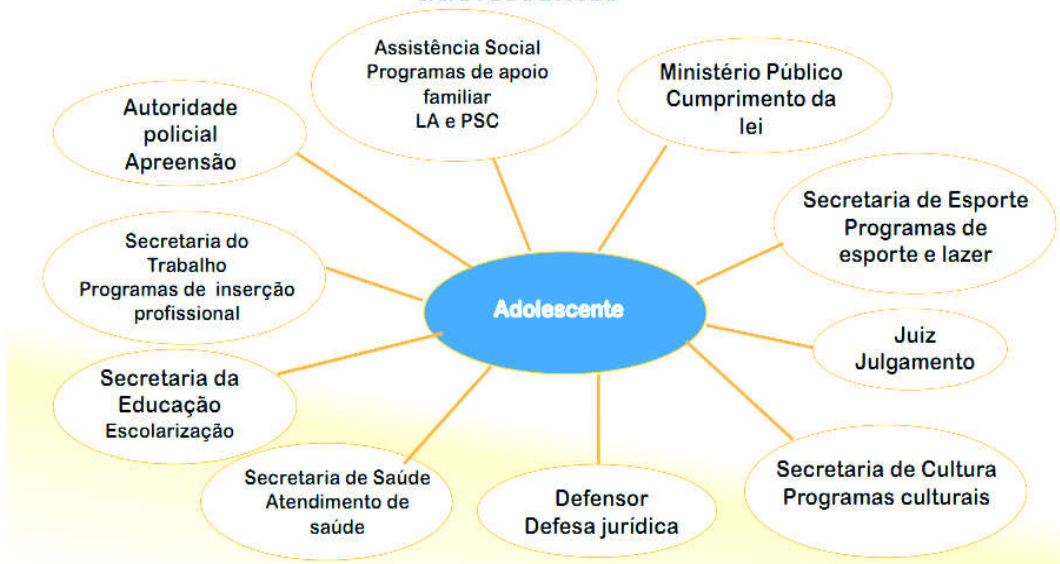 Assistência Social
Programas de apoio
familiar
LA e PSC
Ministério Público
Cumprimento da
lei
Autoridade
policial
Apreensão
Secretaria de Esporte
Programas de
esporte e lazer
Secretaria do
Trabalho
Programas de inserção
profissional
Adolescente
Juiz
Julgamento
Secretaria da
Educação
Escolarização
Secretaria de Saúde
Atendimento de
saúde
Defensor
Defesa jurídica
Secretaria de Cultura
Programas culturais